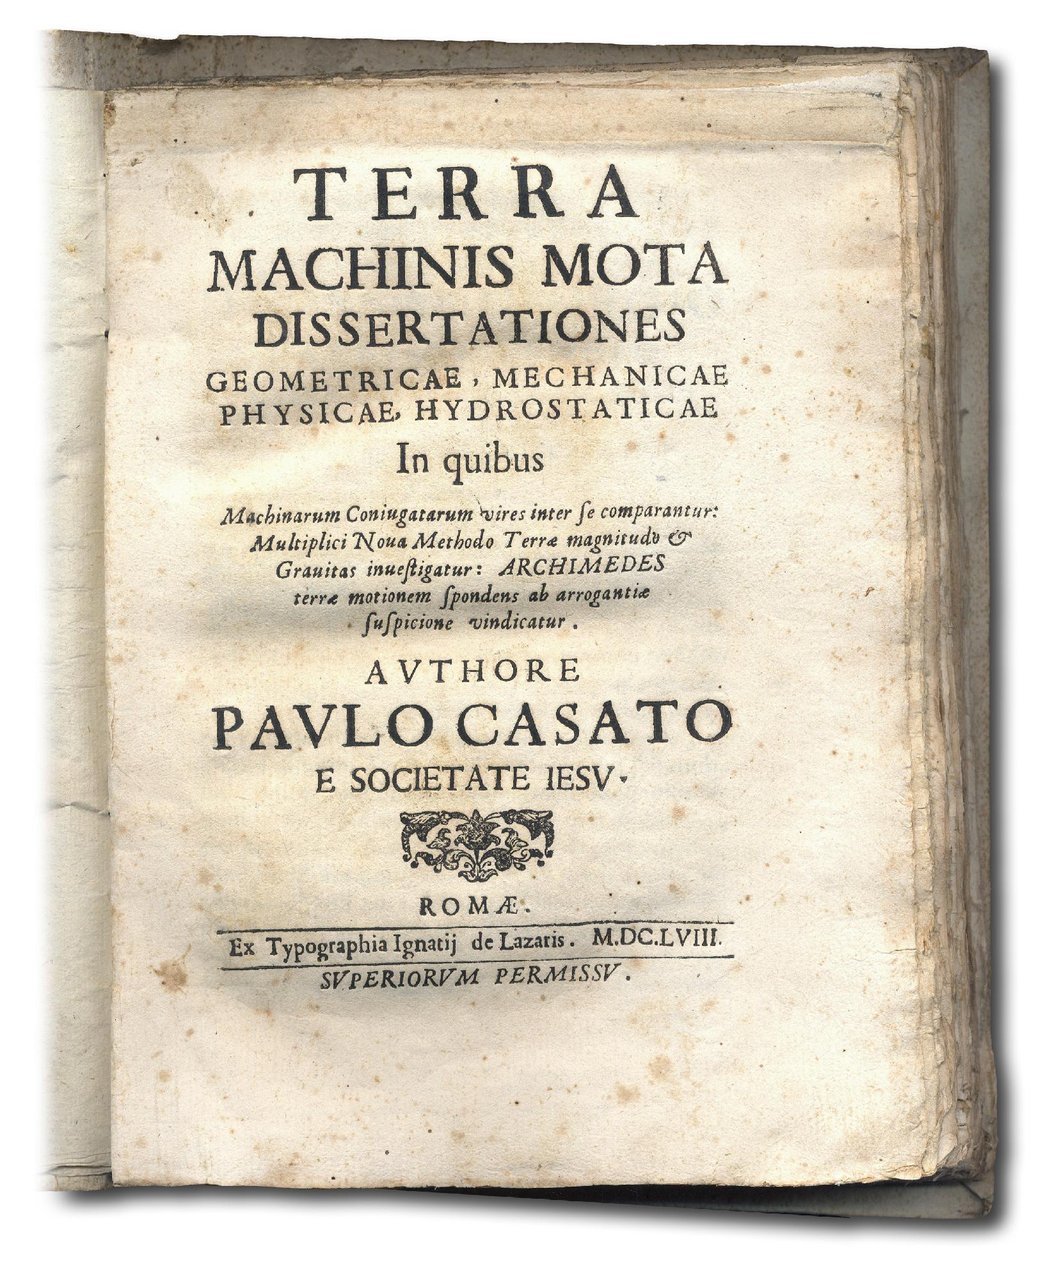 TERRA
MACHINIS MOTA
DISSERTATIONES
GEOMETRICAE, MECHANICAE
PHYSICAE, HYDROSTATICAE
In quibus
Machinarum Coniugatarum vires inter ſe comparantur:
Multiplici Noua Methodo Terræ magnitudo &
Grauitas inueſtigatur: ARCHIMEDES
terræ motionem ſpondens ab arrogantiæ
ſuſpicione vindicatur.
AVTHORE
PAVLO CASATO
E SOCIETATE IESV.
ROMÆ.
Ex Typographia Ignatij de Lazaris. M.DC.LVIII.
SVPERIORVM PERMISSV.